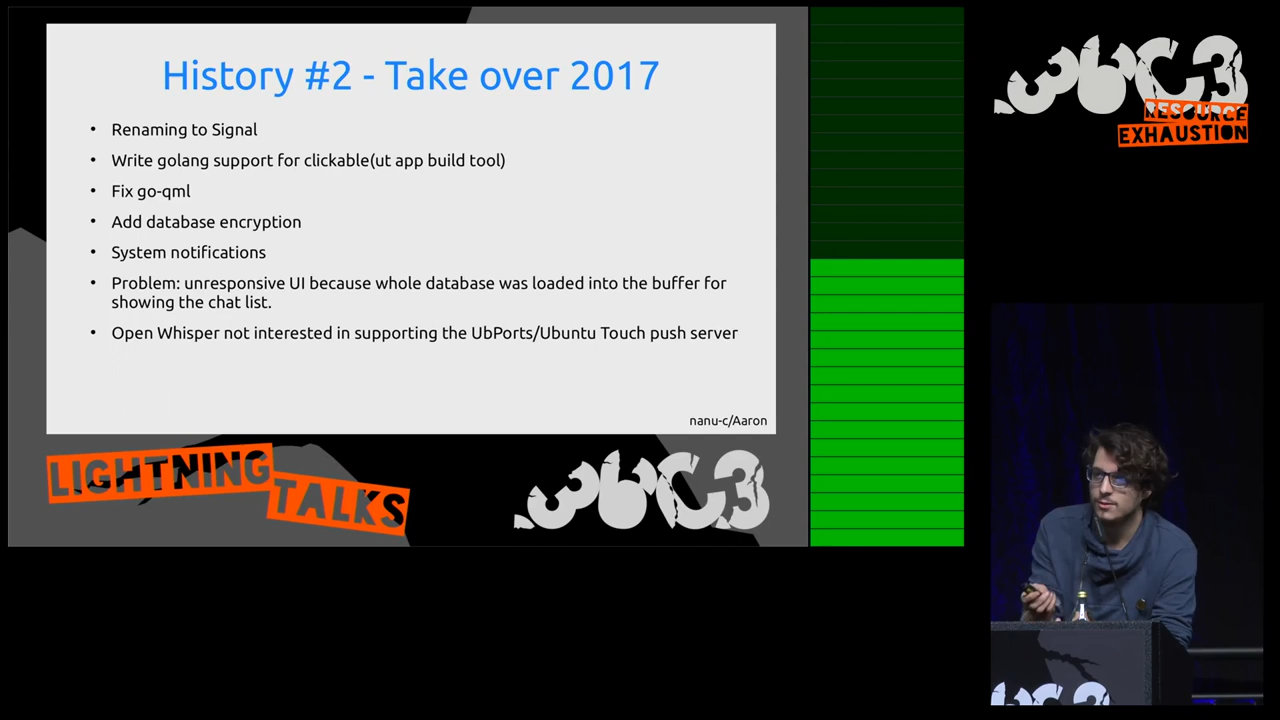 History #2 - Take over 2017
• Renaming to Signal
• Write golang support for clickable(ut app build tool)
• Fix go-qml
• Add database encryption
• System notifications
• Problem: unresponsive UI because whole database was loaded into the buffer for
showing the chat list.
• Open Whisper not interested in supporting the UbPorts/Ubuntu Touch push server
nanu-c/Aaron
LIGHTNING
TALKS
36C3
36C3
RESOURCE
EXHAUSTION
36C3